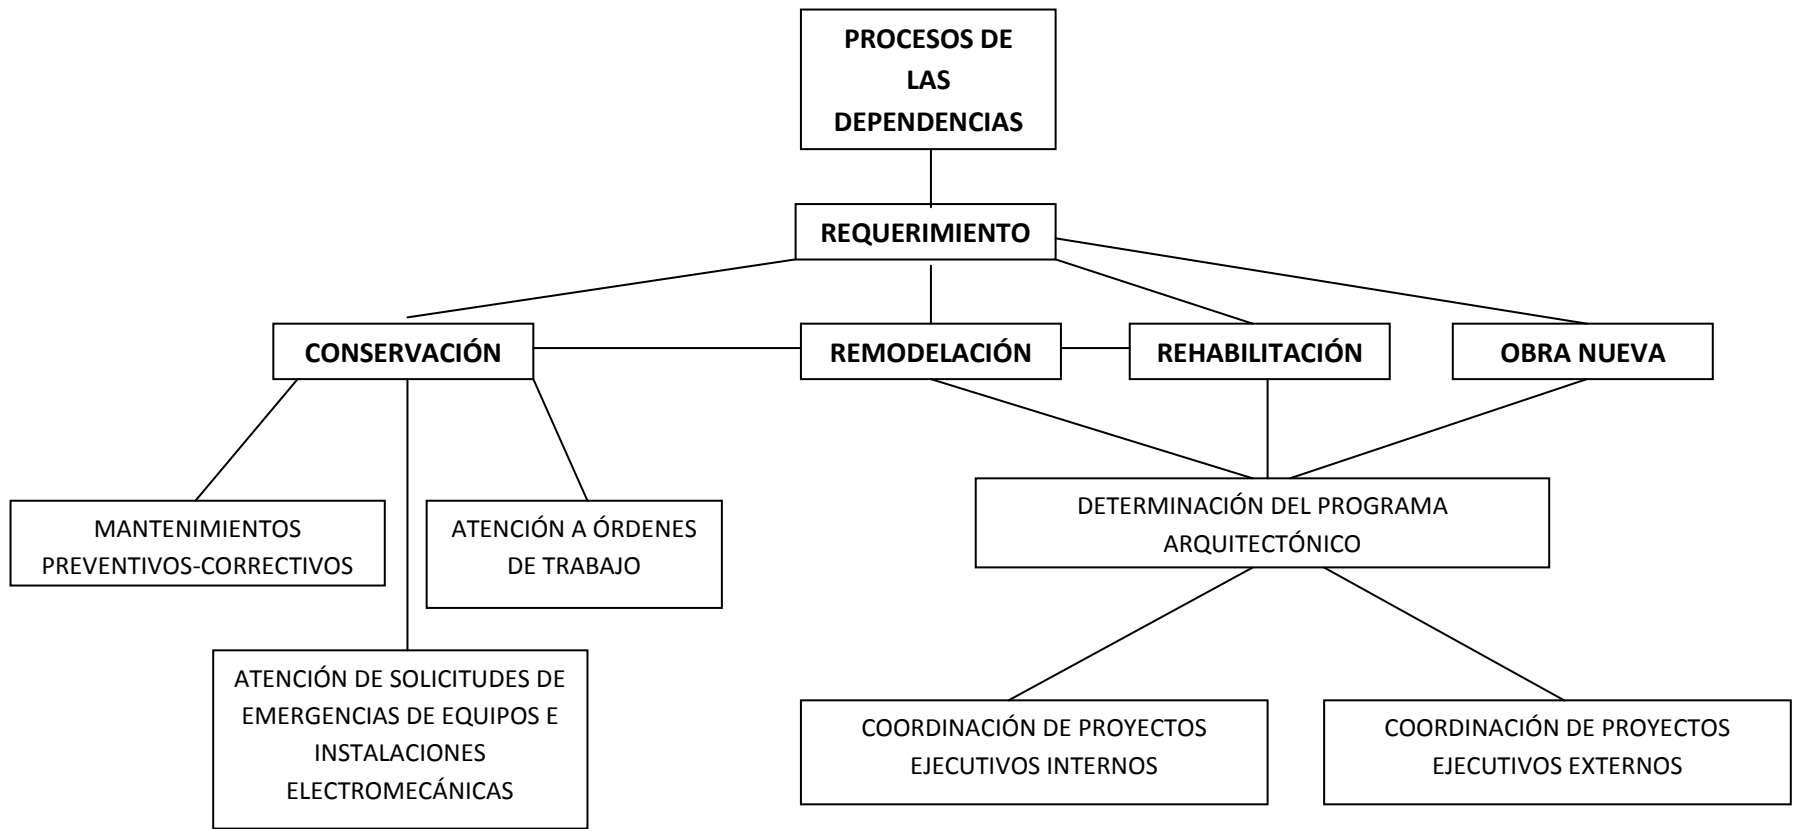 PROCESOS DE
LAS
DEPENDENCIAS
REQUERIMIENTO
CONSERVACIÓN
REMODELACIÓN
REHABILITACIÓN
OBRA NUEVA
MANTENIMIENTOS
PREVENTIVOS-CORRECTIVOS
ATENCIÓN A ÓRDENES
DE TRABAJO
DETERMINACIÓN DEL PROGRAMA
ARQUITECTÓNICO
ATENCIÓN DE SOLICITUDES DE
EMERGENCIAS DE EQUIPOS E
INSTALACIONES
ELECTROMECÁNICAS
COORDINACIÓN DE PROYECTOS
EJECUTIVOS INTERNOS
COORDINACIÓN DE PROYECTOS
EJECUTIVOS EXTERNOS